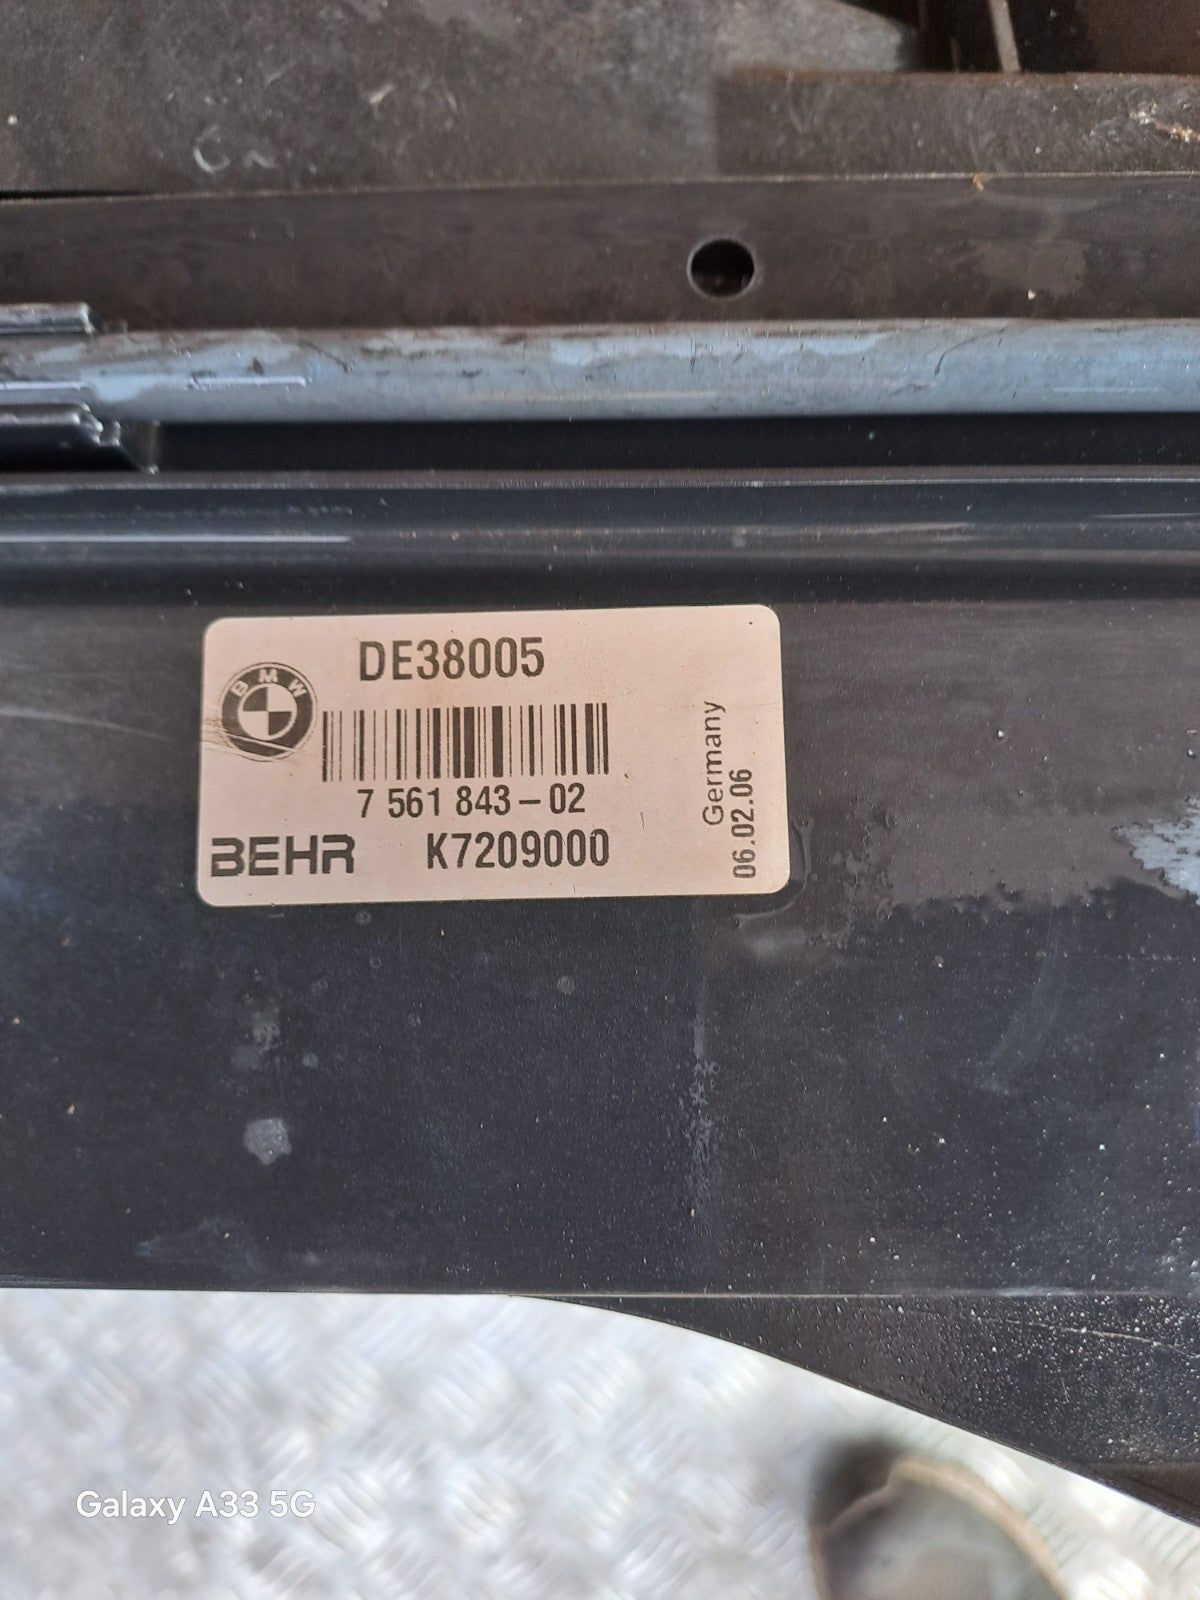 DE38005
BMW
7 561 843-02
BEHR K7209000
Germany
06.02.06
Galaxy A33 5G